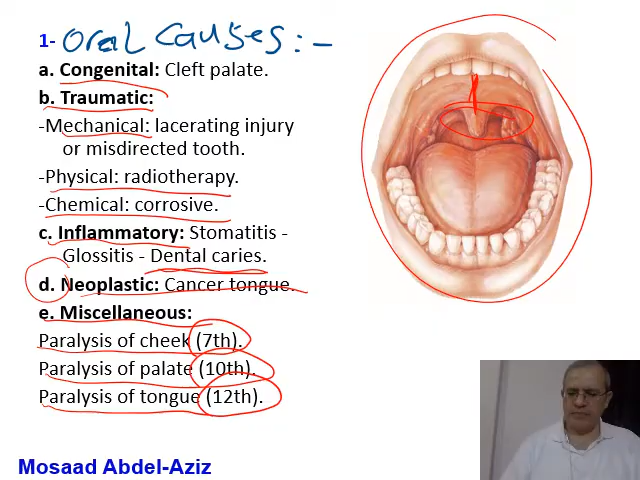 1- Oral Causes:-
a. Congenital: Cleft palate.
b. Traumatic:
-Mechanical: lacerating injury
or misdirected tooth.
-Physical: radiotherapy.
-Chemical: corrosive.
c. Inflammatory: Stomatitis -
Glossitis - Dental caries.
d. Neoplastic: Cancer tongue.
e. Miscellaneous:
Paralysis of cheek (7th).
Paralysis of palate (10th).
Paralysis of tongue (12th).
Mosaad Abdel-Aziz